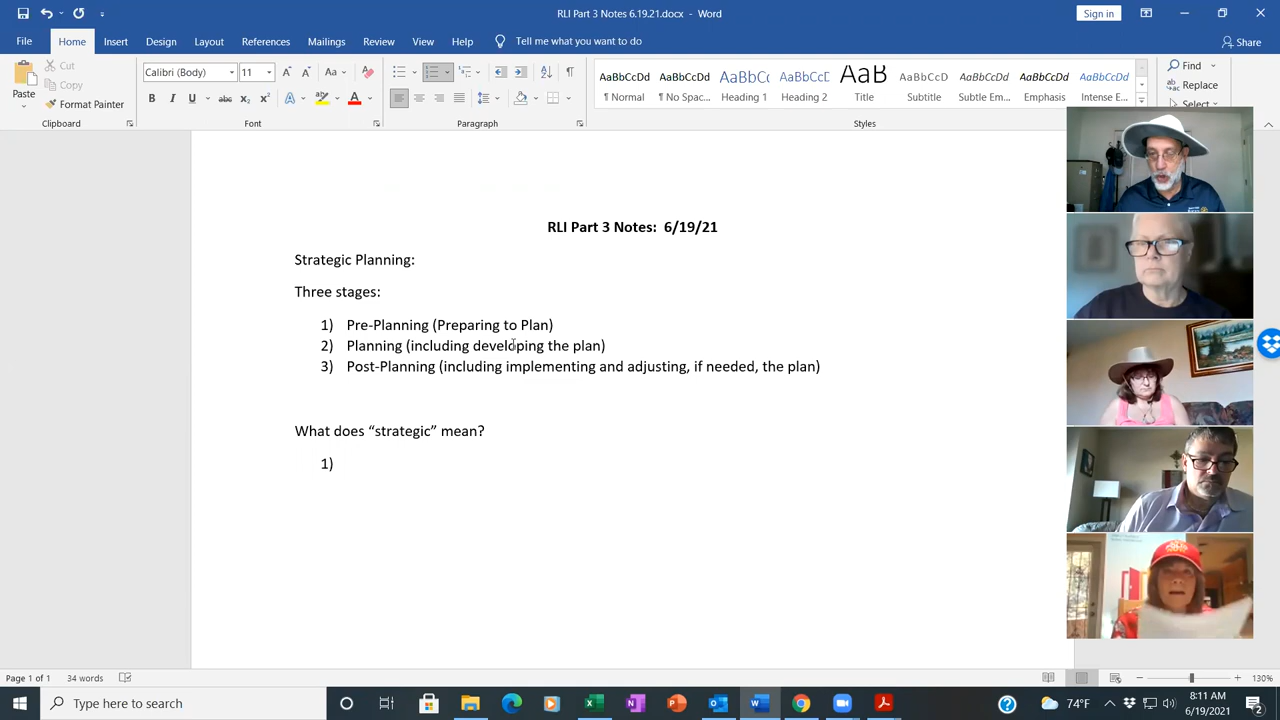 RLI Part 3 Notes 6.19.21.docx - Word
Sign in
File Home Insert Design Layout References Mailings Review View Help Tell me what you want to do
Share
Paste
Cut
Copy
Format Painter
Clipboard
Calibri (Body) 11
Font
Paragraph
AaBbCcDd AaBbCcDd AaBbCc AaBbCcD AaB AaBbCcD AaBbCcDd AaBbCcDd AaBbCcDd
¶ Normal ¶ No Spac... Heading 1 Heading 2 Title Subtitle Subtle Em... Emphasis Intense E...
Styles
Find
Replace
Select
RLI Part 3 Notes: 6/19/21
Strategic Planning:
Three stages:
1) Pre-Planning (Preparing to Plan)
2) Planning (including developing the plan)
3) Post-Planning (including implementing and adjusting, if needed, the plan)
What does “strategic” mean?
1)
Page 1 of 1 34 words
130%
Type here to search
74°F
8:11 AM
6/19/2021
2